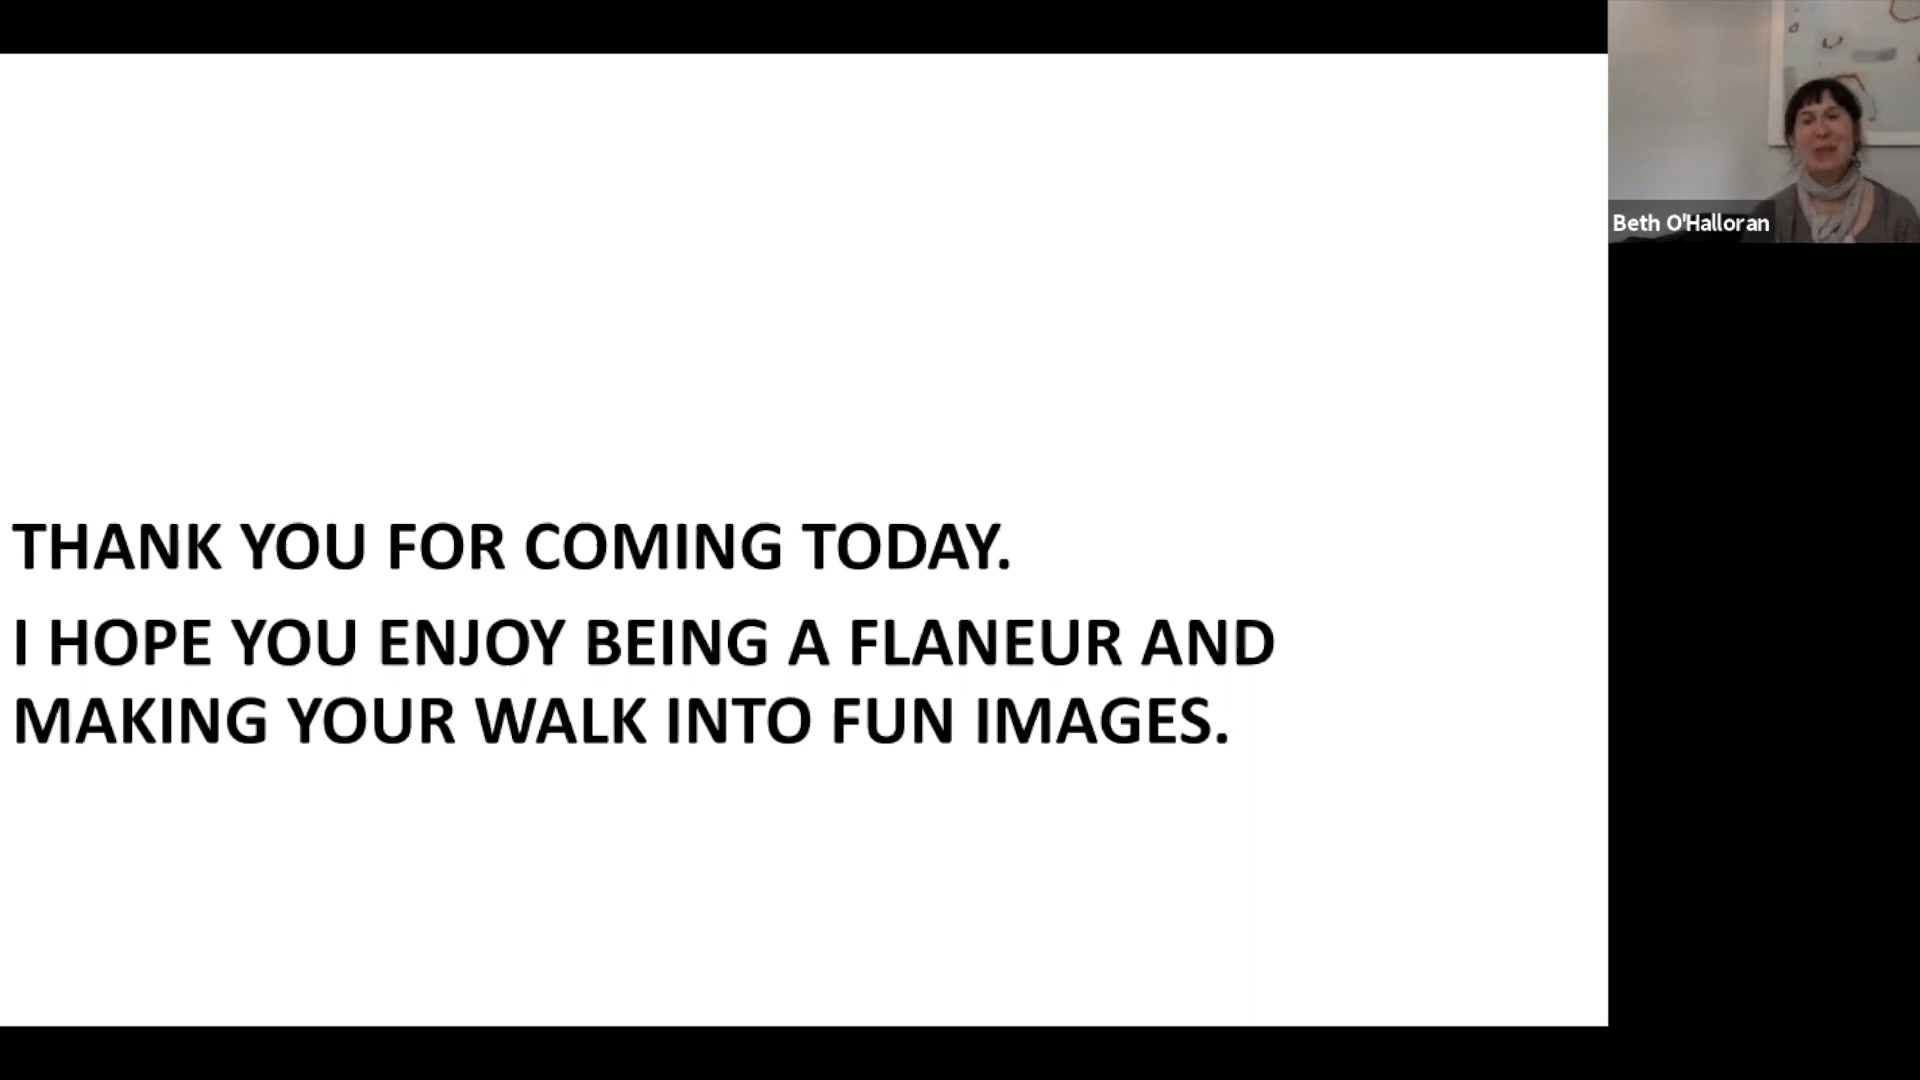 THANK YOU FOR COMING TODAY.
I HOPE YOU ENJOY BEING A FLANEUR AND
MAKING YOUR WALK INTO FUN IMAGES.
Beth O'Halloran